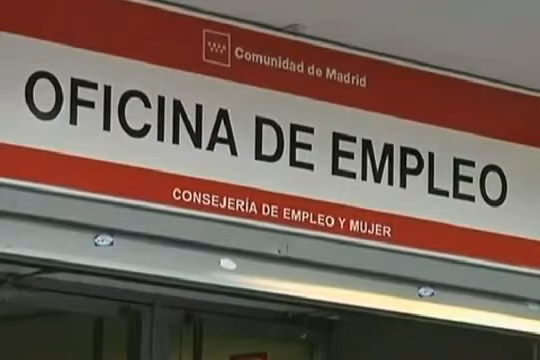 Comunidad de Madrid
OFICINA DE EMPLEO
CONSEJERÍA DE EMPLEO Y MUJER